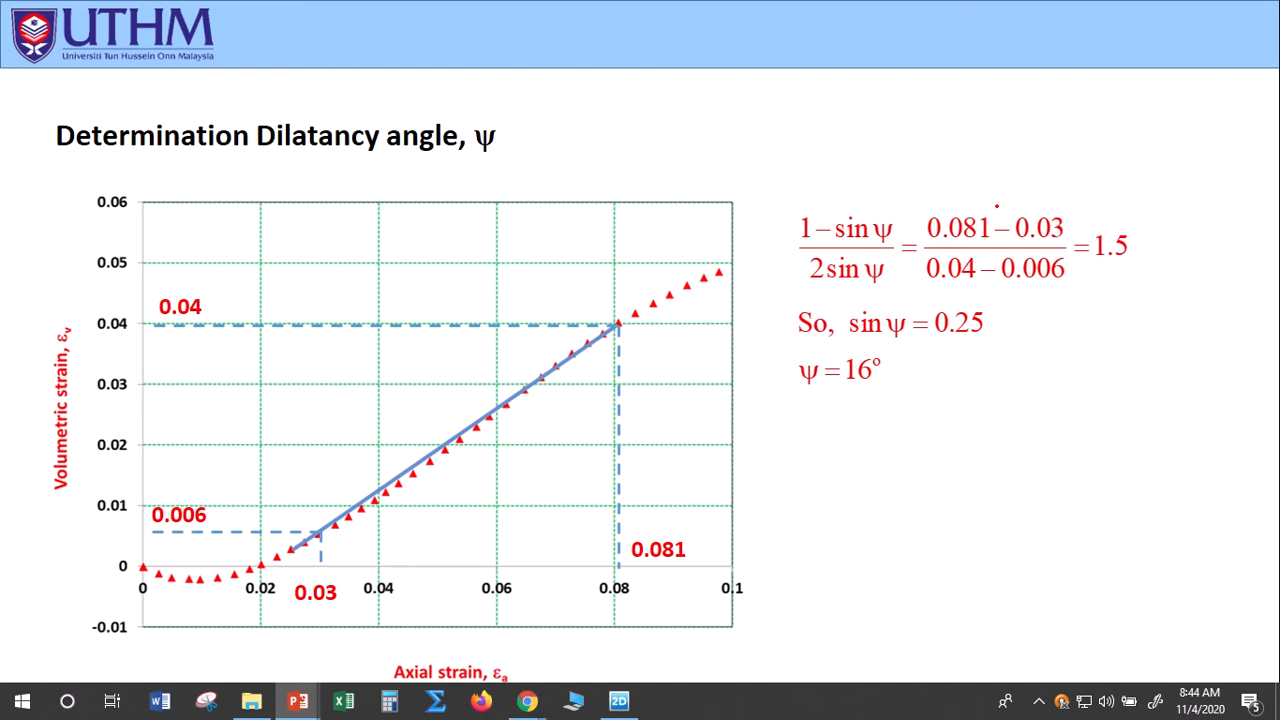 UTHM
Universiti Tun Hussein Onn Malaysia
Determination Dilatancy angle, ψ
0.06
0.05
0.04
0.04
0.03
0.02
0.01
0.006
0
-0.01
0.081
0 0.02 0.03 0.04 0.06 0.08 0.1
Volumetric strain, εv
Axial strain, εa
1 – sin ψ / 2 sin ψ = 0.081 – 0.03 / 0.04 – 0.006 = 1.5
So, sin ψ = 0.25
ψ = 16°
8:44 AM
11/4/2020
5
2D